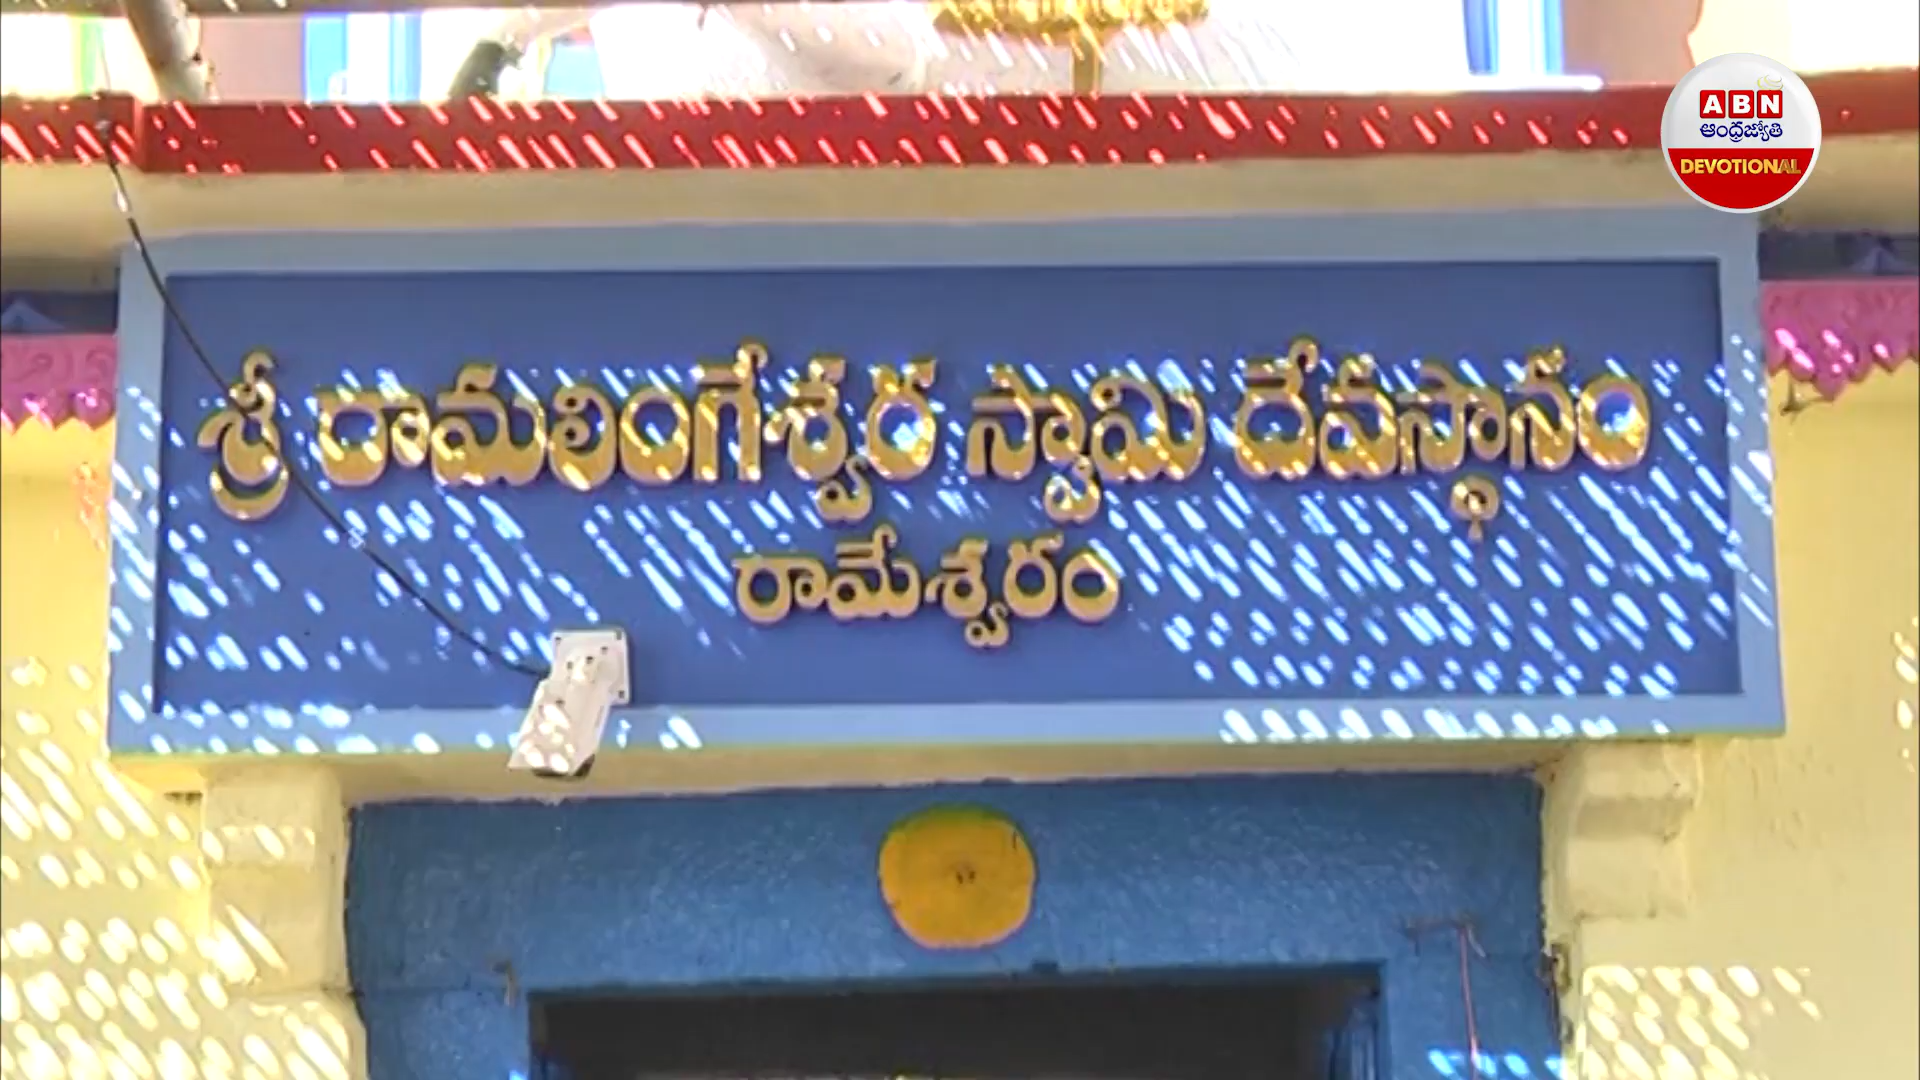 ABN
ఆంధ్రజ్యోతి
DEVOTIONAL
శ్రీ రామలింగేశ్వర స్వామి దేవస్థానం
రామేశ్వరం